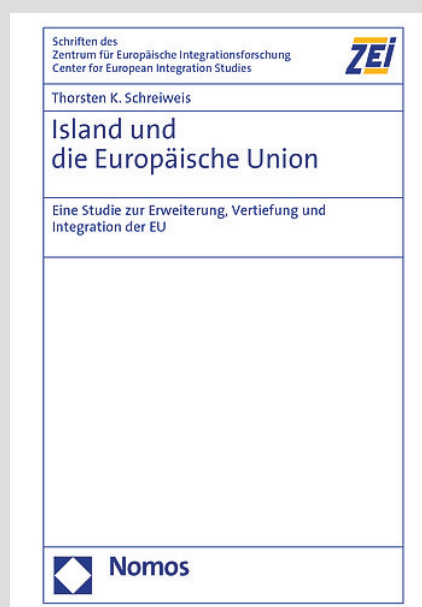 Schriften des
Zentrum für Europäische Integrationsforschung
Center for European Integration Studies
ZEI
Thorsten K. Schreiweis
Island und
die Europäische Union
Eine Studie zur Erweiterung, Vertiefung und
Integration der EU
Nomos